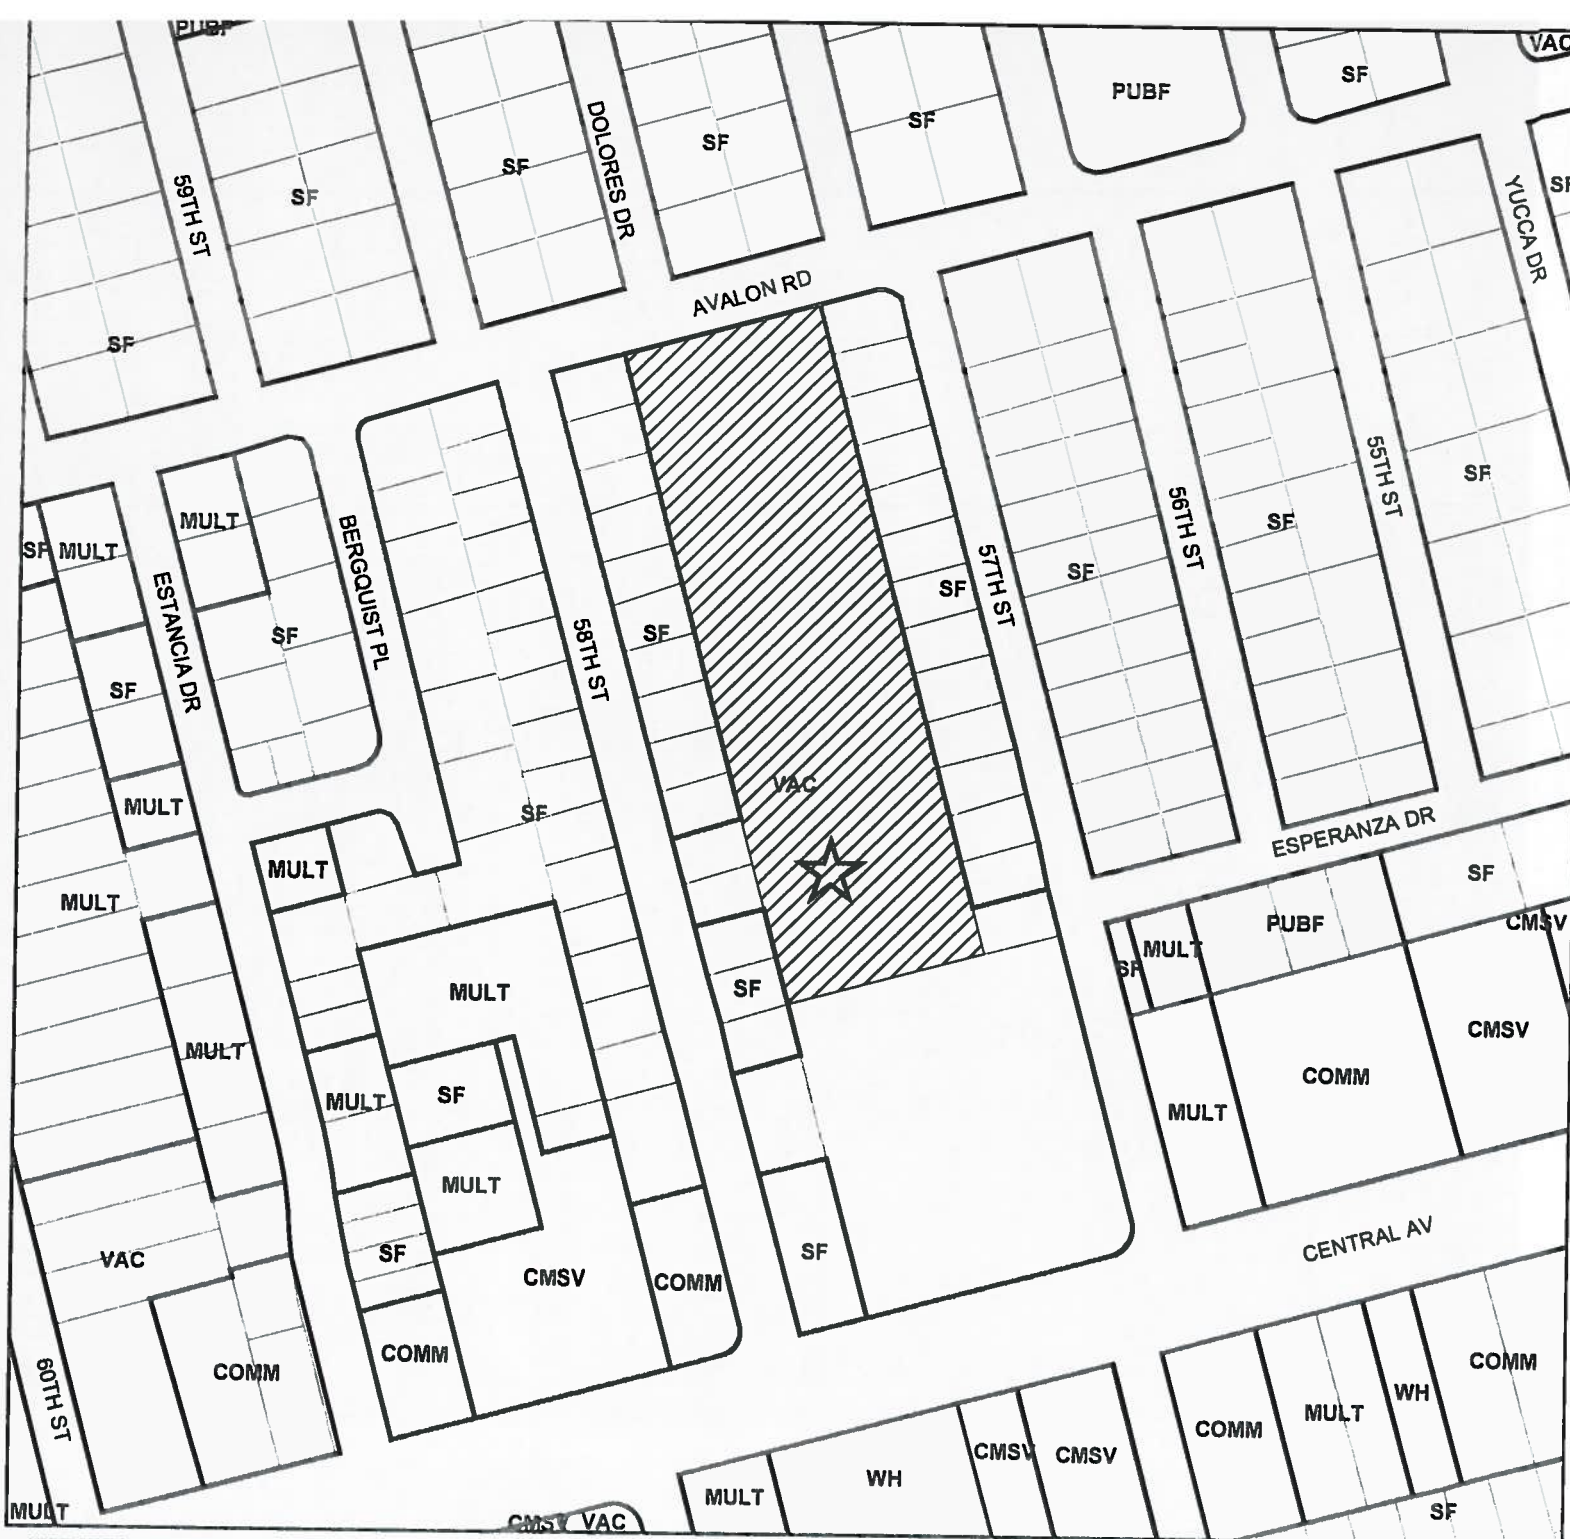 PUBF
VAC
SF
PUBF
SF
SF
SF
SF
DOLORES DR
59TH ST
SF
YUCCA DR
SF
AVALON RD
SF
55TH ST
SF
MULT
56TH ST
SF
BERGQUIST PL
SF
MULT
57TH ST
SF
SF
ESTANCIA DR
SF
58TH ST
SF
SF
VAC
MULT
SF
ESPERANZA DR
MULT
SF
MULT
PUBF
CMSV
MULT
SF
MULT
SF
CMSV
MULT
COMM
MULT
SF
MULT
MULT
CENTRAL AV
VAC
SF
SF
CMSV
COMM
COMM
COMM
COMM
60TH ST
WH
MULT
COMM
CMSV
CMSV
WH
MULT
MULT
SF
CMSV
VAC